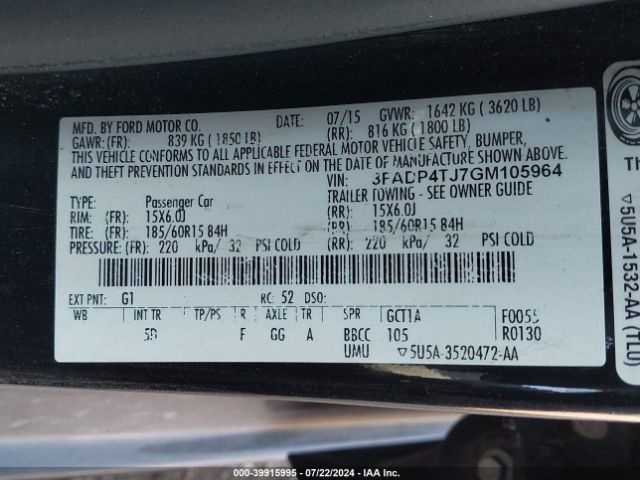 MFD. BY FORD MOTOR CO.
DATE: 07/15 GVWR: 1642 KG ( 3620 LB)
GAWR: (FR): 839 KG (1850 LB) (RR): 816 KG ( 1800 LB)
THIS VEHICLE CONFORMS TO ALL APPLICABLE FEDERAL MOTOR VEHICLE SAFETY, BUMPER,
AND THEFT PREVENTION STANDARDS IN EFFECT ON THE DATE OF MANUFACTURE SHOWN ABOVE.
VIN: 3FADP4TJ7GM105964
TYPE: Passenger Car TRAILER TOWING - SEE OWNER GUIDE
RIM: (FR): 15X6.0J (RR): 15X6.0J
TIRE: (FR): 185/60R15 84H (RR): 185/60R15 84H
PRESSURE: (FR): 220 kPa/ 32 PSI COLD (RR): 220 kPa/ 32 PSI COLD
EXT PNT: G1 RC: 52 DSO:
WB INT TR TP/PS R AXLE TR SPR GCT1A F0055
5D F GG A BBCC 105 R0130
UMU ▽5U5A-3520472-AA
▽5U5A-1532-AA (TLU)
000-39915995 - 07/22/2024 - IAA Inc.